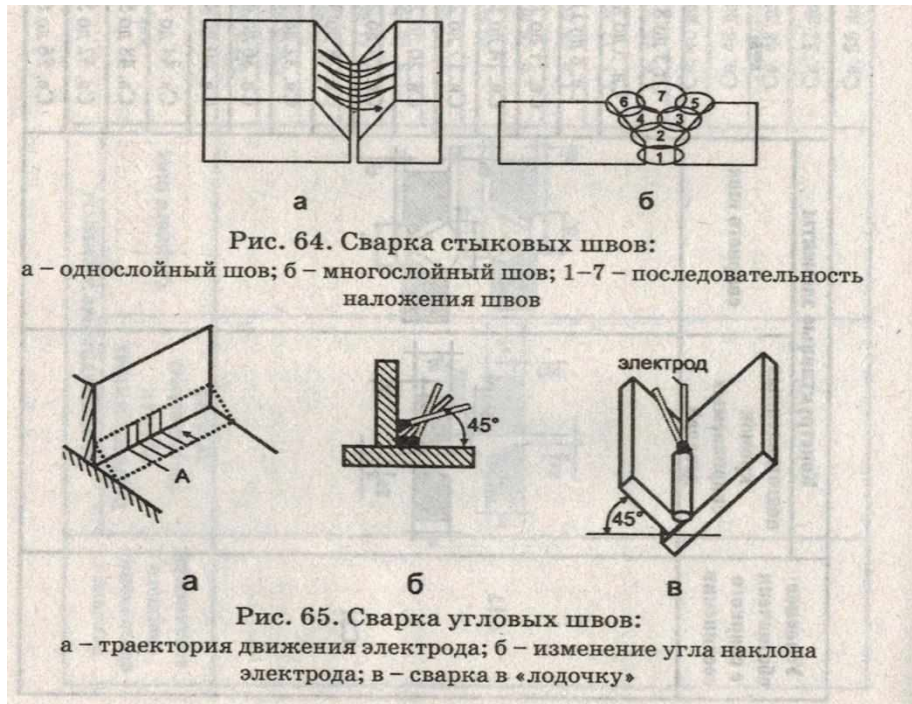 6 7 5
4 3
2
1
а б
Рис. 64. Сварка стыковых швов:
а – однослойный шов; б – многослойный шов; 1–7 – последовательность
наложения швов
электрод
45°
А
45°
а б в
Рис. 65. Сварка угловых швов:
а – траектория движения электрода; б – изменение угла наклона
электрода; в – сварка в «лодочку»